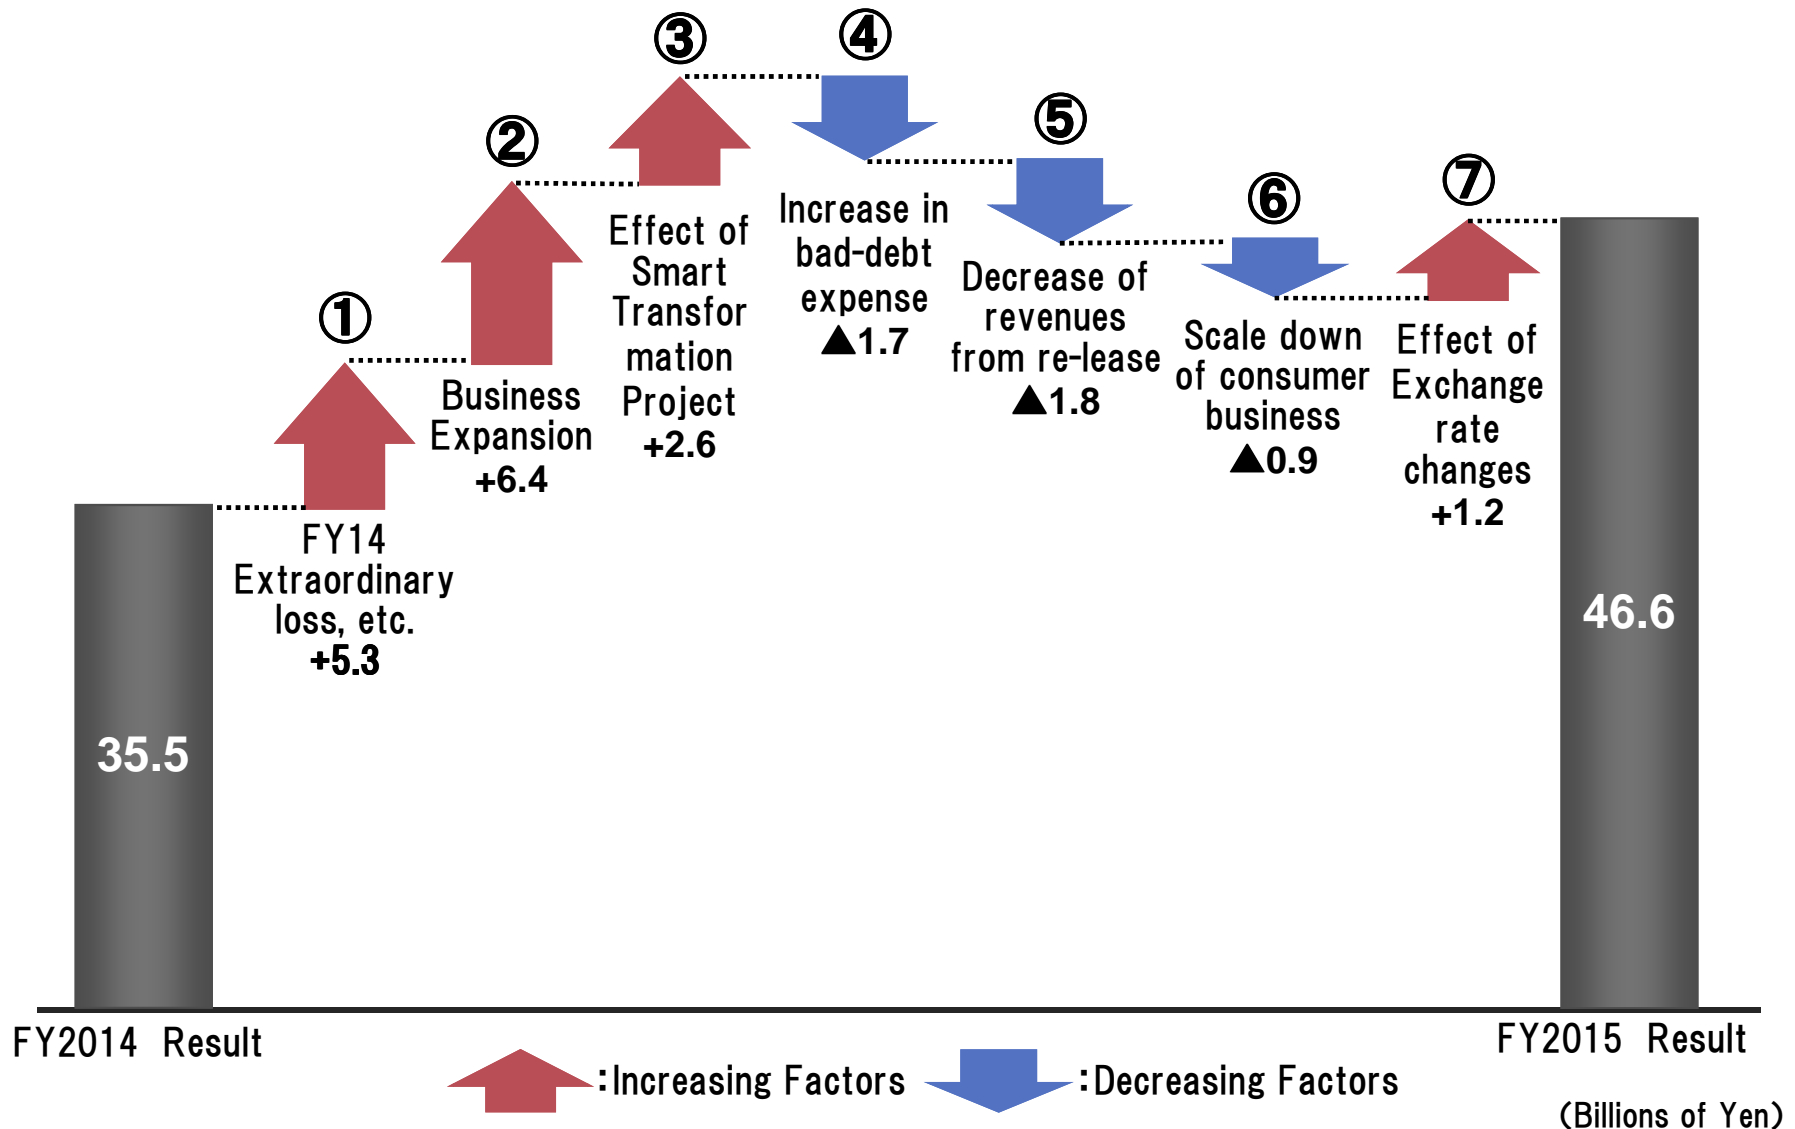 ①
FY14
Extraordinary
loss, etc.
+5.3
②
Business
Expansion
+6.4
③
Effect of
Smart
Transfor
mation
Project
+2.6
④
Increase in
bad-debt
expense
▲1.7
⑤
Decrease of
revenues
from re-lease
▲1.8
⑥
Scale down
of consumer
business
▲0.9
⑦
Effect of
Exchange
rate
changes
+1.2
35.5
46.6
FY2014 Result
FY2015 Result
:Increasing Factors
:Decreasing Factors
(Billions of Yen)